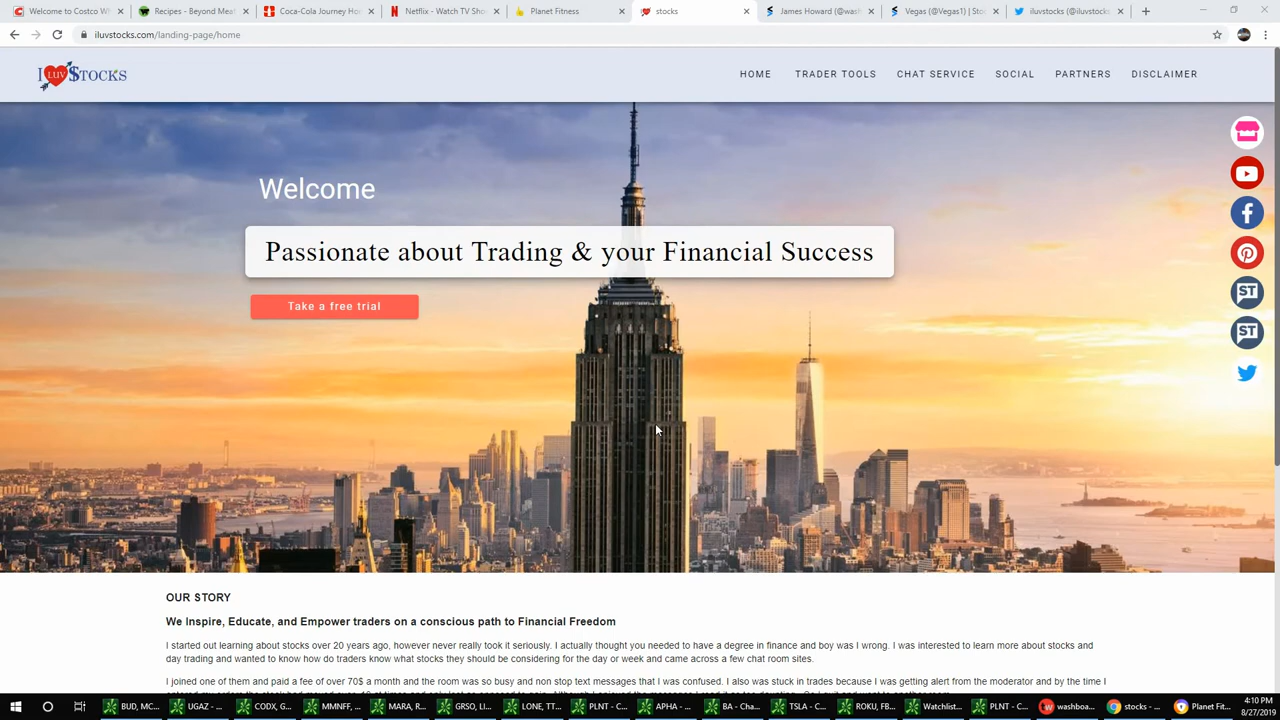 Welcome to Costco Wh
Recipes - Beyond Mea
Coca-Cola Journey Ho
Netflix - Watch TV Sho
Planet Fitness
stocks
James Howard (@wash
Vegas (@Vegas1) | Sto
iluvstocks (@iluvstocks
iluvstocks.com/landing-page/home
I LUV $TOCKS
HOME
TRADER TOOLS
CHAT SERVICE
SOCIAL
PARTNERS
DISCLAIMER
Welcome
Passionate about Trading & your Financial Success
Take a free trial
ST
ST
OUR STORY
We Inspire, Educate, and Empower traders on a conscious path to Financial Freedom
I started out learning about stocks over 20 years ago, however never really took it seriously. I actually thought you needed to have a degree in finance and boy was I wrong. I was interested to learn more about stocks and
day trading and wanted to know how do traders know what stocks they should be considering for the day or week and came across a few chat room sites.
I joined one of them and paid a fee of over 70$ a month and the room was so busy and non stop text messages that I was confused. I also was stuck in trades because I was getting alert from the moderator and by the time I
BUD, MC...
UGAZ - C...
CODX, G...
MMNFF, ...
GRSO, LI...
LONE, TT...
PLNT - C...
APHA - C...
BA - Cha...
TSLA - C...
ROKU, FB...
Watchlist...
PLNT - C...
washboa...
stocks - ...
Planet Fit...
4:10 PM
8/27/2019